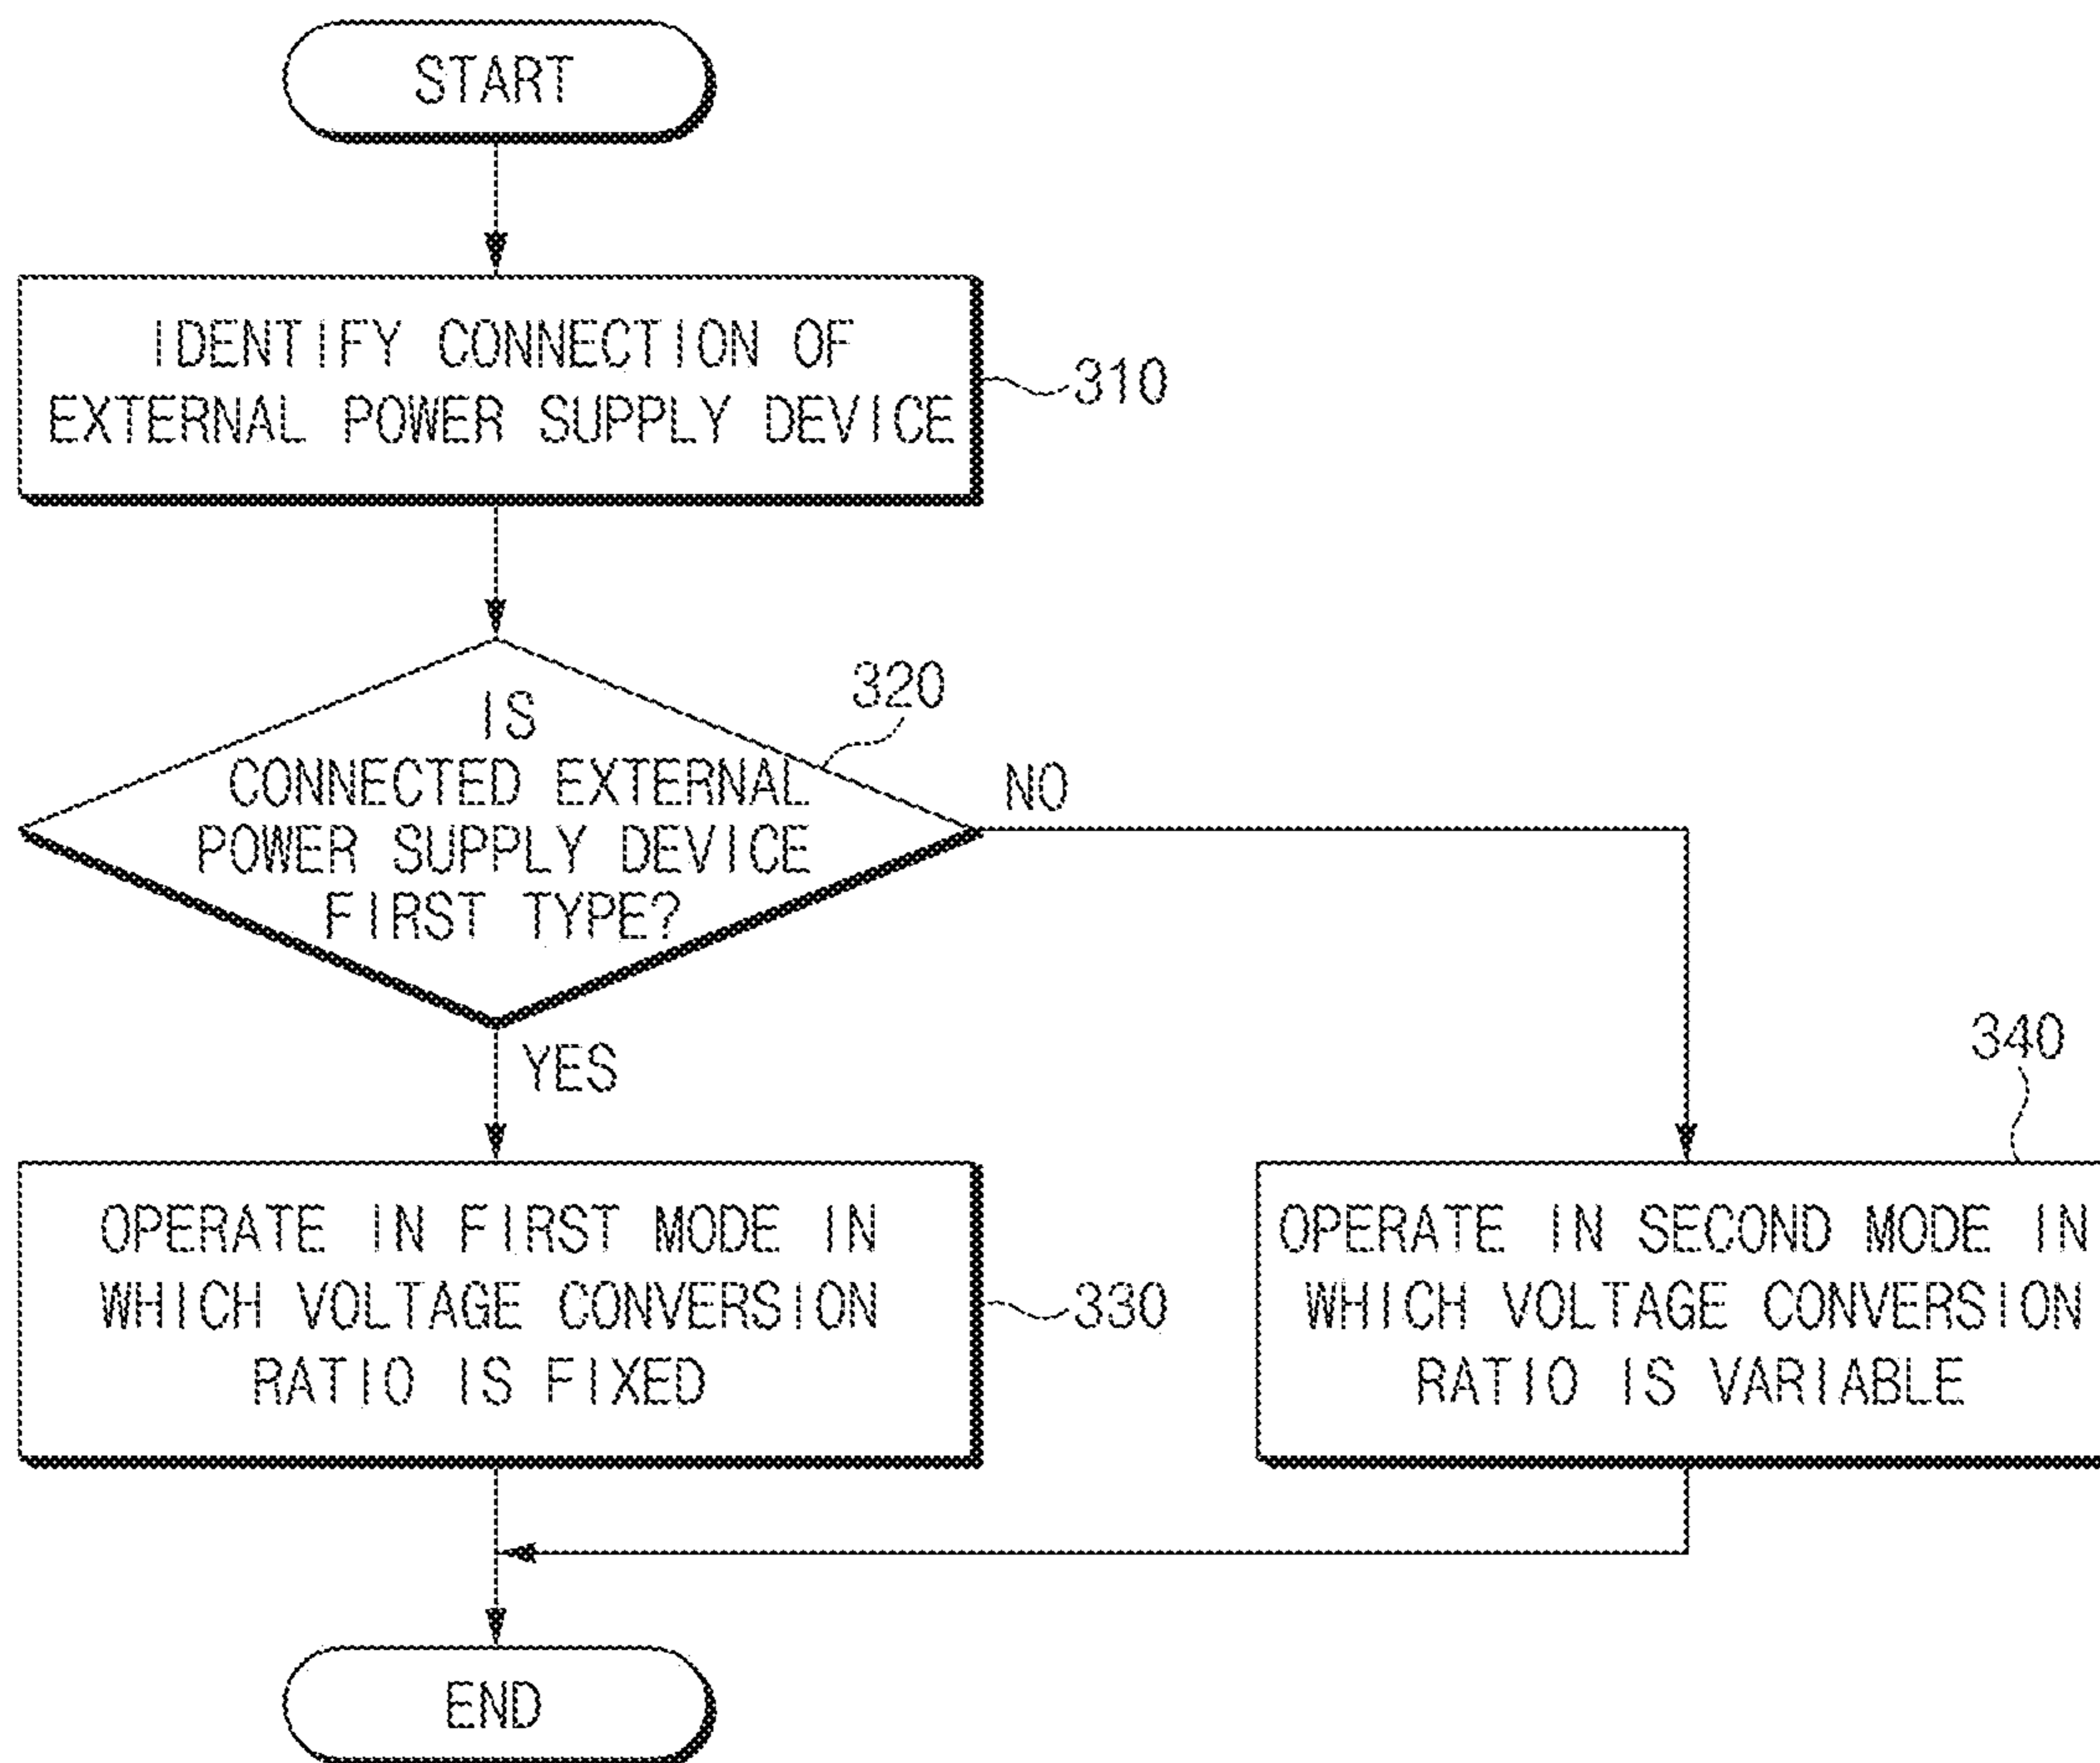 START
IDENTIFY CONNECTION OF
EXTERNAL POWER SUPPLY DEVICE
310
320
IS
CONNECTED EXTERNAL
POWER SUPPLY DEVICE
FIRST TYPE?
NO
YES
340
OPERATE IN FIRST MODE IN
WHICH VOLTAGE CONVERSION
RATIO IS FIXED
330
OPERATE IN SECOND MODE IN
WHICH VOLTAGE CONVERSION
RATIO IS VARIABLE
END